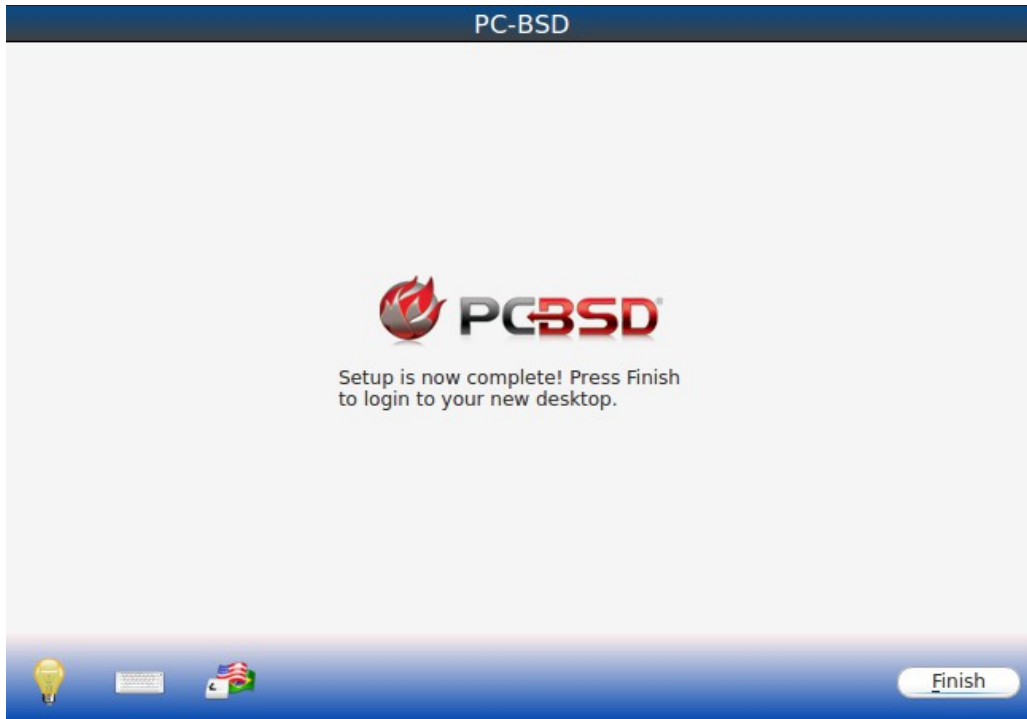 PC-BSD
PCBSD®
Setup is now complete! Press Finish
to login to your new desktop.
Finish